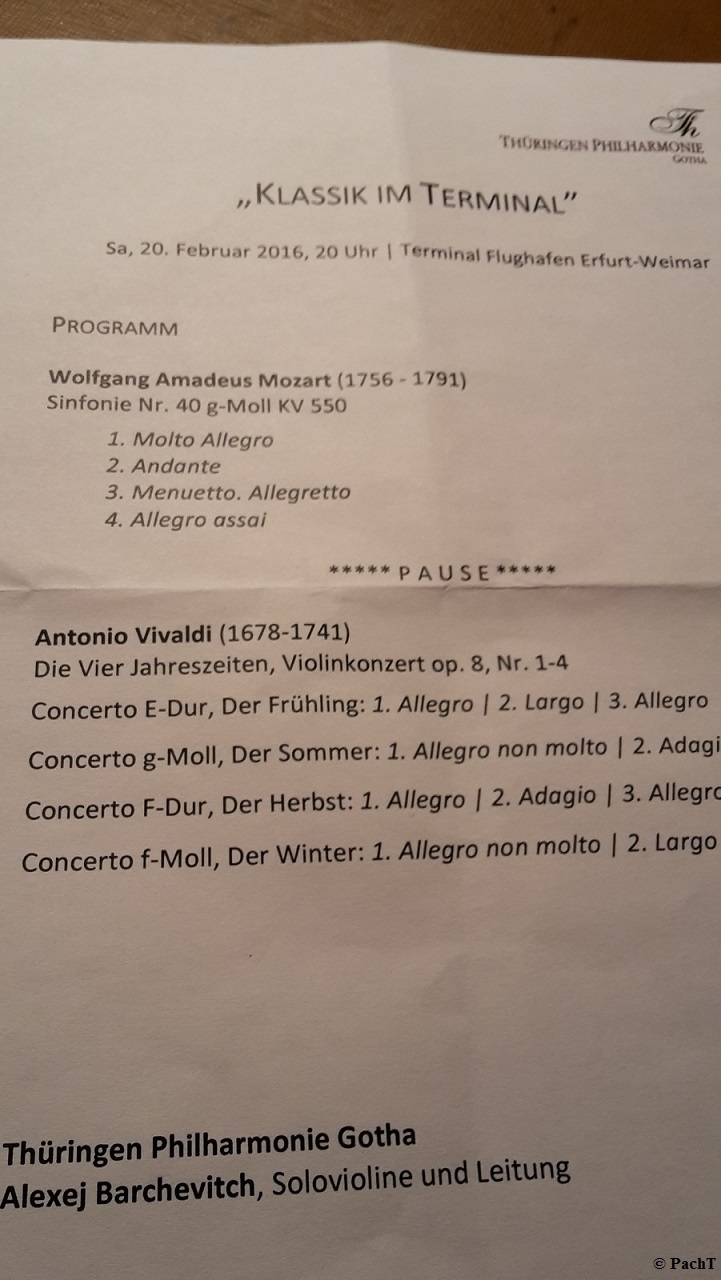 Th
THÜRINGEN PHILHARMONIE
GOTHA
„KLASSIK IM TERMINAL”
Sa, 20. Februar 2016, 20 Uhr | Terminal Flughafen Erfurt-Weimar
PROGRAMM
Wolfgang Amadeus Mozart (1756 - 1791)
Sinfonie Nr. 40 g-Moll KV 550
1. Molto Allegro
2. Andante
3. Menuetto. Allegretto
4. Allegro assai
***** P A U S E *****
Antonio Vivaldi (1678-1741)
Die Vier Jahreszeiten, Violinkonzert op. 8, Nr. 1-4
Concerto E-Dur, Der Frühling: 1. Allegro | 2. Largo | 3. Allegro
Concerto g-Moll, Der Sommer: 1. Allegro non molto | 2. Adagi
Concerto F-Dur, Der Herbst: 1. Allegro | 2. Adagio | 3. Allegro
Concerto f-Moll, Der Winter: 1. Allegro non molto | 2. Largo
Thüringen Philharmonie Gotha
Alexej Barchevitch, Solovioline und Leitung
© PachT